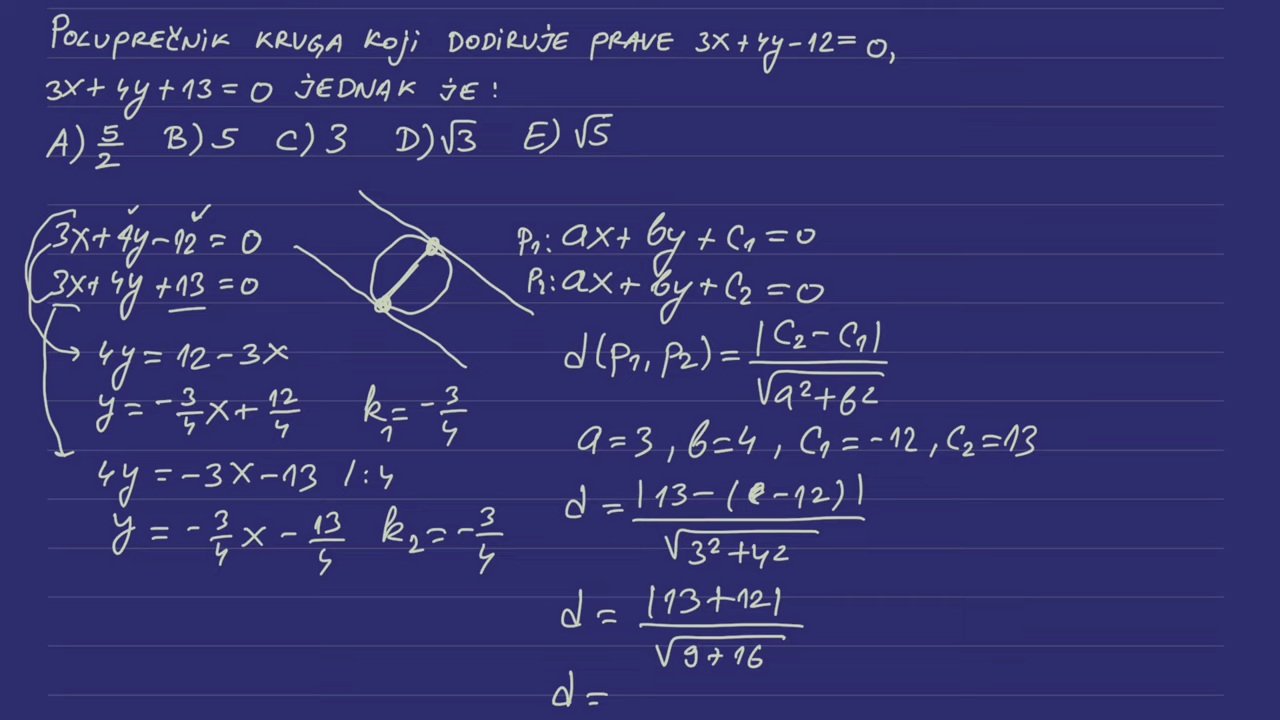 POLUPREČNIK KRUGA KOJI DODIRUJE PRAVE 3x+4y-12=0,
3x+4y+13=0 JEDNAK JE:
A) 5/2 B) 5 C) 3 D) √3 E) √5
3x+4y-12=0
3x+4y+13=0
4y=12-3x
y=-3/4x+12/4 k1=-3/4
4y=-3x-13 /:4
y=-3/4x-13/4 k2=-3/4
P1: ax+by+c1=0
P2: ax+by+c2=0
d(P1,P2)=|c2-c1|/√a²+b²
a=3, b=4, c1=-12, c2=13
d=|13-(-12)|/√3²+4²
d=|13+12|/√9+16
d=